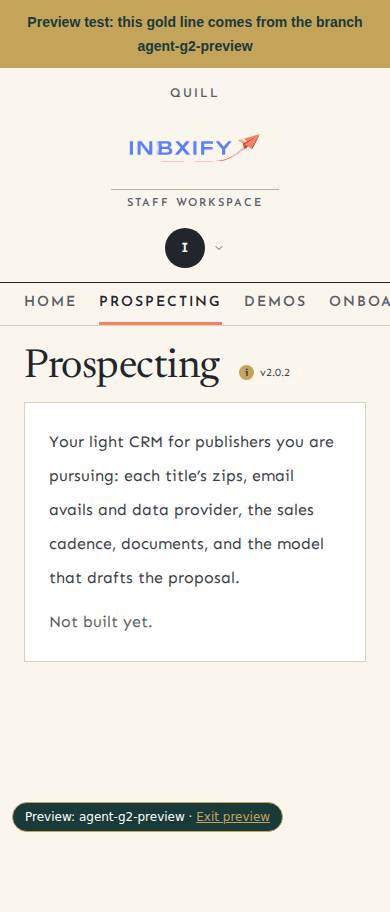 Preview test: this gold line comes from the branch
agent-g2-preview
QUILL
INBXIFY
STAFF WORKSPACE
I
HOME PROSPECTING DEMOS ONBOA
Prospecting i v2.0.2
Your light CRM for publishers you are
pursuing: each title’s zips, email
avails and data provider, the sales
cadence, documents, and the model
that drafts the proposal.
Not built yet.
Preview: agent-g2-preview · Exit preview